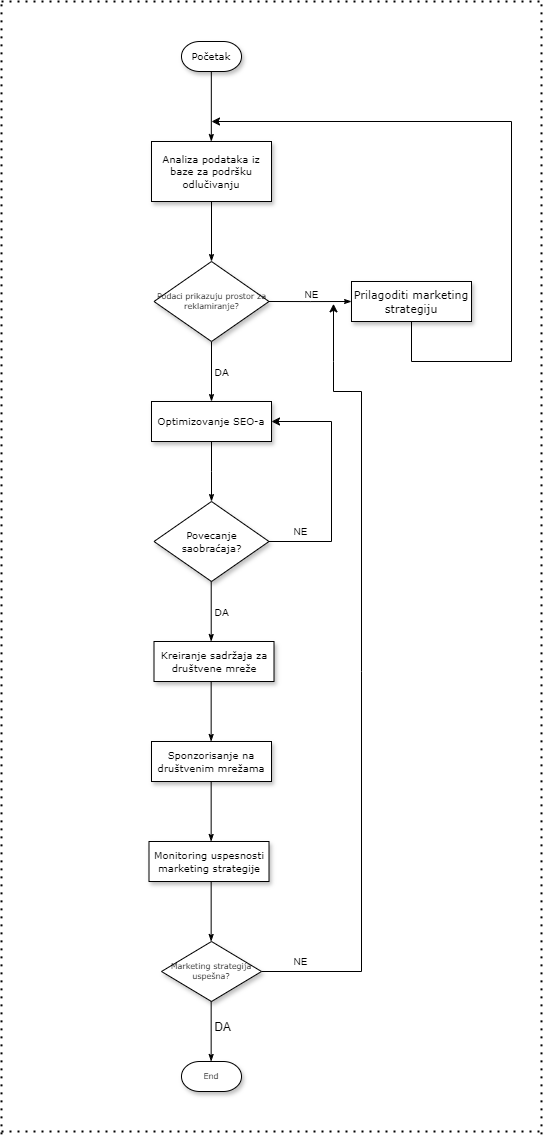 Početak
Analiza podataka iz
baze za podršku
odlučivanju
Podaci prikazuju prostor za
reklamiranje?
NE
Prilagoditi marketing
strategiju
DA
Optimizovanje SEO-a
Povecanje
saobraćaja?
NE
DA
Kreiranje sadržaja za
društvene mreže
Sponzorisanje na
društvenim mrežama
Monitoring uspesnosti
marketing strategije
Marketing strategija
uspešna?
NE
DA
End